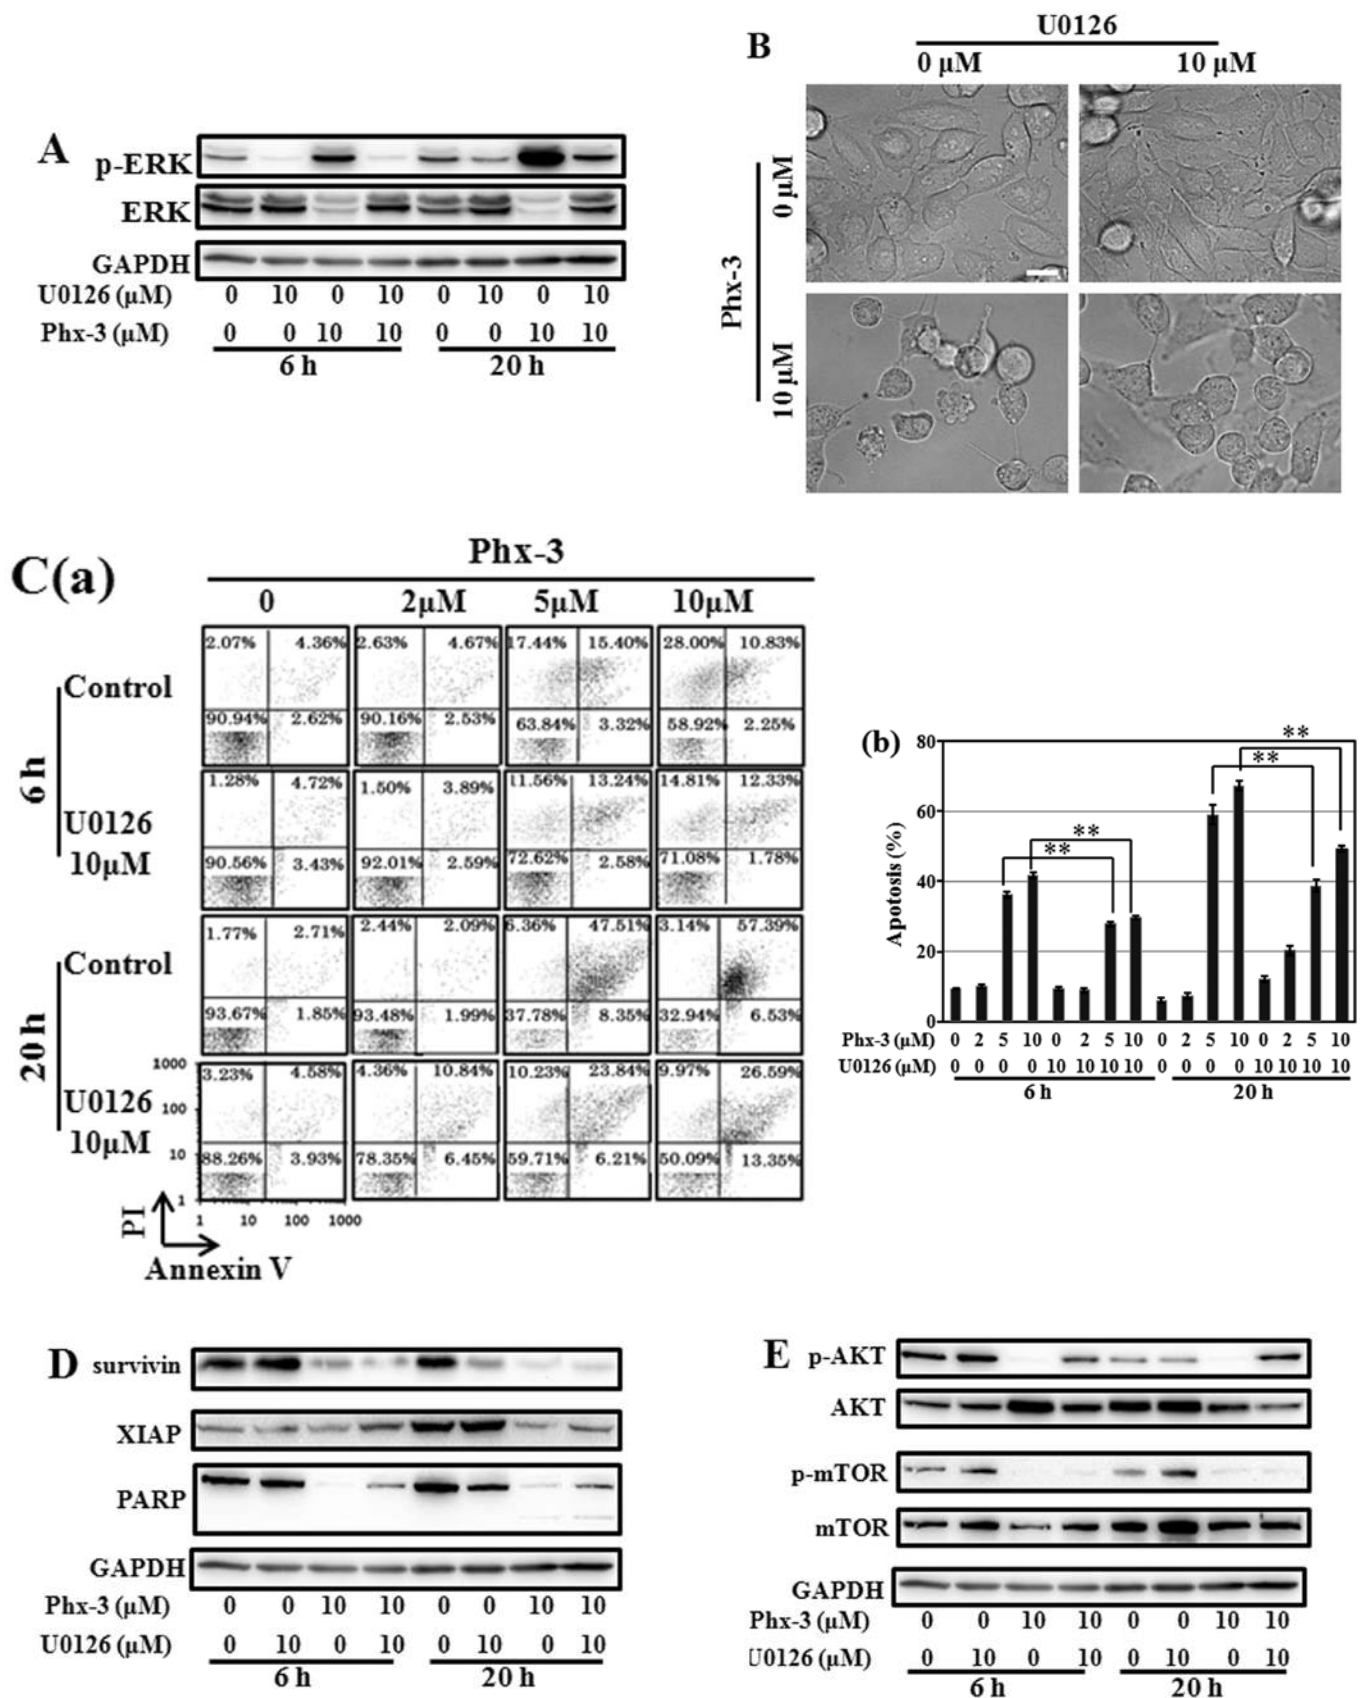 A
p-ERK
ERK
GAPDH
U0126 (μM) 0 10 0 10 0 10 0 10
Phx-3 (μM) 0 0 10 10 0 0 10 10
6 h 20 h
B
U0126
0 μM 10 μM
Phx-3
0 μM
10 μM
C(a)
Phx-3
0 2μM 5μM 10μM
6 h
Control
2.07% 4.36% 2.63% 4.67% 17.44% 15.40% 28.00% 10.83%
90.94% 2.62% 90.16% 2.53% 63.84% 3.32% 58.92% 2.25%
U0126
10μM
1.28% 4.72% 1.50% 3.89% 11.56% 13.24% 14.81% 12.33%
90.56% 3.43% 92.01% 2.59% 72.62% 2.58% 71.08% 1.78%
20 h
Control
1.77% 2.71% 2.44% 2.09% 6.36% 47.51% 3.14% 57.39%
93.67% 1.85% 93.48% 1.99% 37.78% 8.35% 32.94% 6.53%
U0126
10μM
3.23% 4.58% 4.36% 10.84% 10.23% 23.84% 9.97% 26.59%
88.26% 3.93% 78.35% 6.45% 59.71% 6.21% 50.09% 13.35%
1000
100
10
1
1 10 100 1000
PI
Annexin V
(b)
Apotosis (%)
80
60
40
20
0
** ** ** **
Phx-3 (μM) 0 2 5 10 0 2 5 10 0 2 5 10 0 2 5 10
U0126 (μM) 0 0 0 0 10 10 10 10 0 0 0 0 10 10 10 10
6 h 20 h
D
survivin
XIAP
PARP
GAPDH
Phx-3 (μM) 0 0 10 10 0 0 10 10
U0126 (μM) 0 10 0 10 0 10 0 10
6 h 20 h
E
p-AKT
AKT
p-mTOR
mTOR
GAPDH
Phx-3 (μM) 0 0 10 10 0 0 10 10
U0126 (μM) 0 10 0 10 0 10 0 10
6 h 20 h